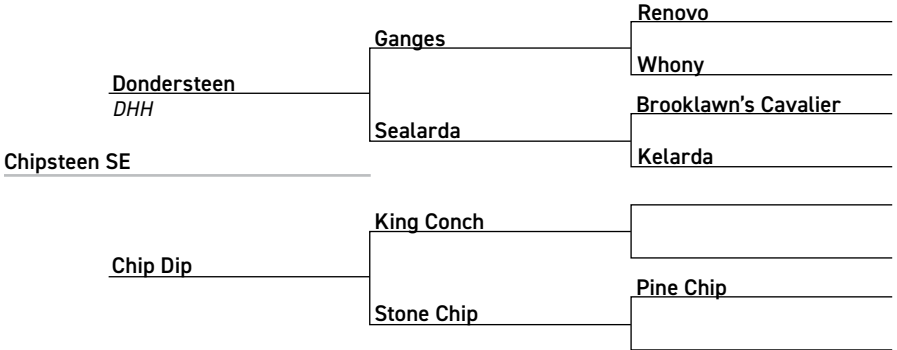 Renovo
Ganges
Whony
Dondersteen
DHH
Brooklawn's Cavalier
Sealarda
Kelarda
Chipsteen SE
King Conch
Chip Dip
Pine Chip
Stone Chip